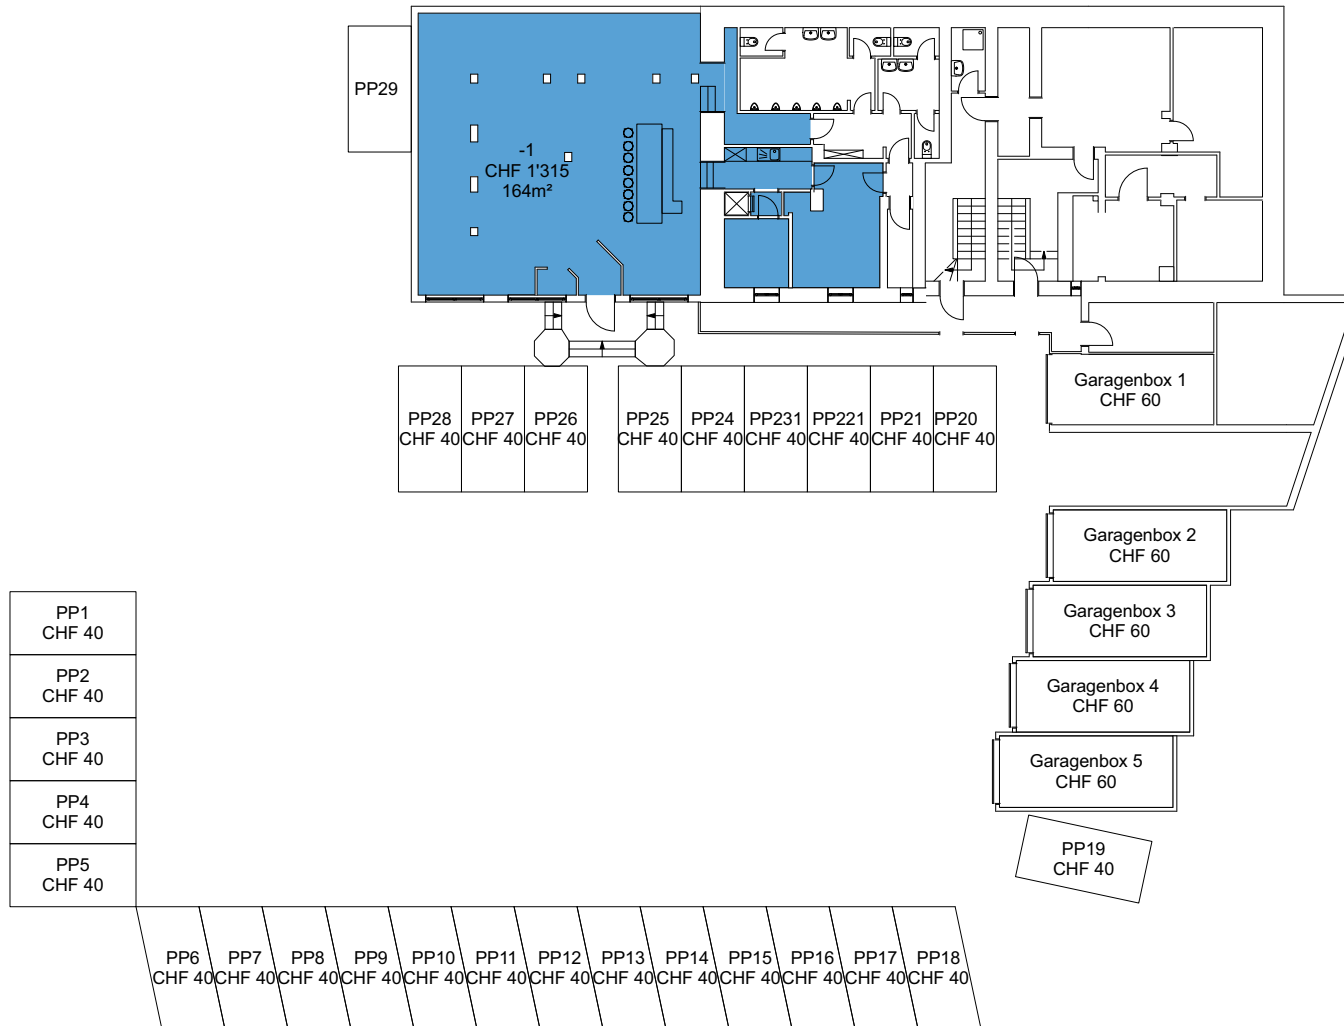 PP29
-1
CHF 1'315
164m²
Garagenbox 1
CHF 60
PP28
CHF 40
PP27
CHF 40
PP26
CHF 40
PP25
CHF 40
PP24
CHF 40
PP231
CHF 40
PP221
CHF 40
PP21
CHF 40
PP20
CHF 40
Garagenbox 2
CHF 60
Garagenbox 3
CHF 60
Garagenbox 4
CHF 60
Garagenbox 5
CHF 60
PP1
CHF 40
PP2
CHF 40
PP3
CHF 40
PP4
CHF 40
PP5
CHF 40
PP19
CHF 40
PP6
CHF 40
PP7
CHF 40
PP8
CHF 40
PP9
CHF 40
PP10
CHF 40
PP11
CHF 40
PP12
CHF 40
PP13
CHF 40
PP14
CHF 40
PP15
CHF 40
PP16
CHF 40
PP17
CHF 40
PP18
CHF 40